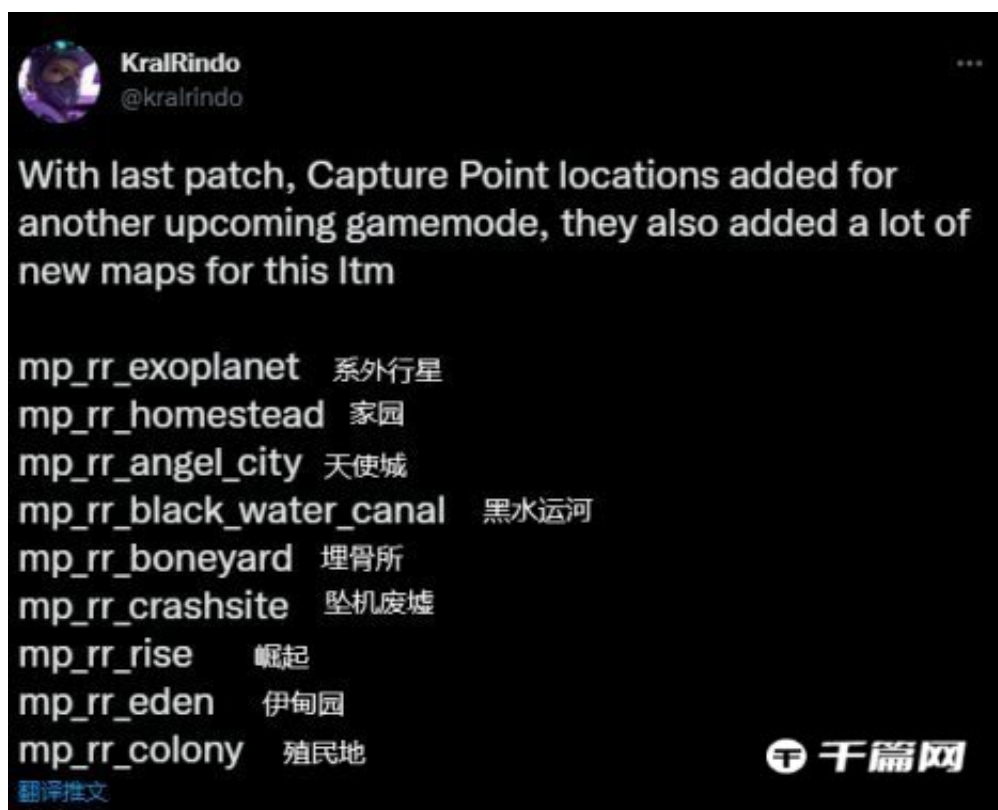 KralRindo
@kralrindo
With last patch, Capture Point locations added for
another upcoming gamemode, they also added a lot of
new maps for this ltm
mp_rr_exoplanet 系外行星
mp_rr_homestead 家园
mp_rr_angel_city 天使城
mp_rr_black_water_canal 黑水运河
mp_rr_boneyard 埋骨所
mp_rr_crashsite 坠机废墟
mp_rr_rise 崛起
mp_rr_eden 伊甸园
mp_rr_colony 殖民地
翻译推文
千篇网